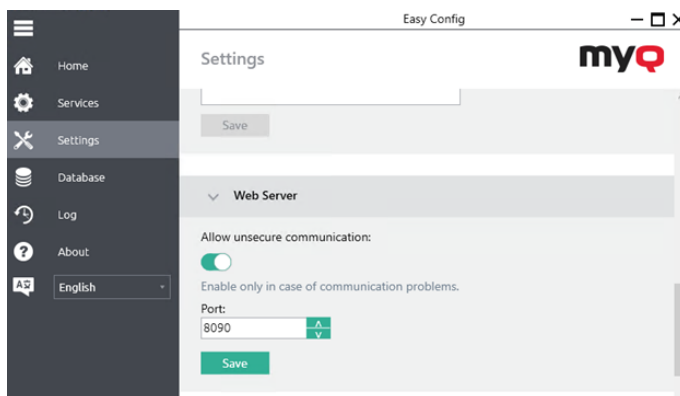 Easy Config
Home
Services
Settings
Database
Log
About
English
Settings
myQ
Save
Web Server
Allow unsecure communication:
Enable only in case of communication problems.
Port:
8090
Save